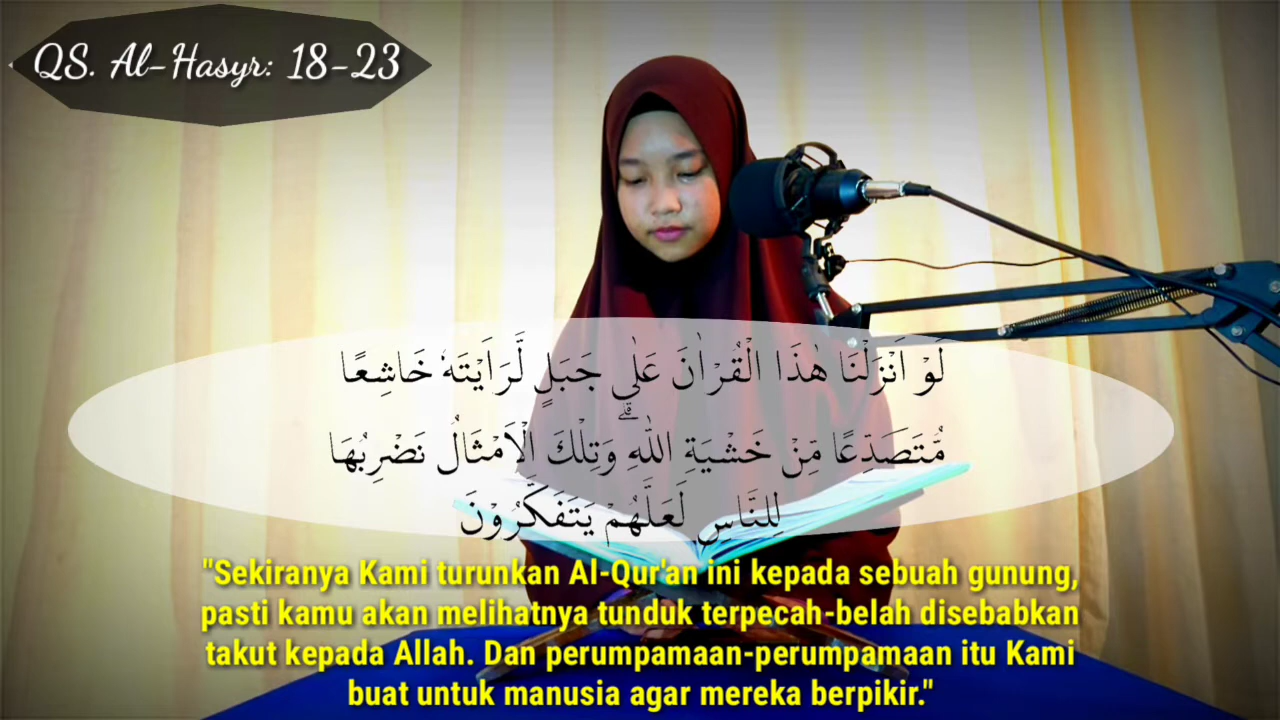 QS. Al-Hasyr: 18-23
لَوْ اَنْزَلْنَا هٰذَا الْقُرْاٰنَ عَلٰى جَبَلٍ لَّرَاَيْتَهٗ خَاشِعًا
مُّتَصَدِّعًا مِّنْ خَشْيَةِ اللّٰهِ ۗوَتِلْكَ الْاَمْثَالُ نَضْرِبُهَا
لِلنَّاسِ لَعَلَّهُمْ يَتَفَكَّرُوْنَ
"Sekiranya Kami turunkan Al-Qur'an ini kepada sebuah gunung,
pasti kamu akan melihatnya tunduk terpecah-belah disebabkan
takut kepada Allah. Dan perumpamaan-perumpamaan itu Kami
buat untuk manusia agar mereka berpikir."